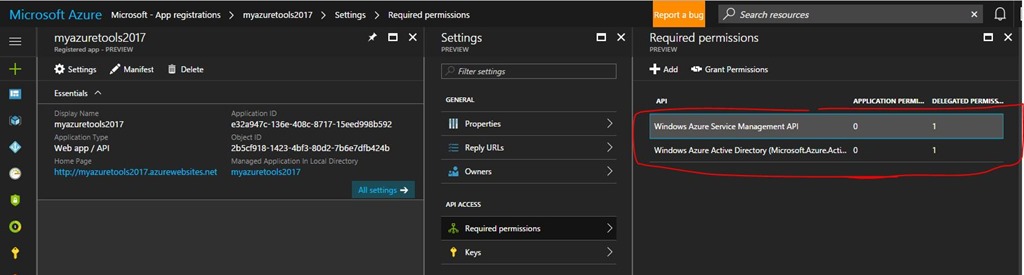 Microsoft Azure Microsoft - App registrations > myazuretools2017 > Settings > Required permissions Report a bug Search resources
myazuretools2017
Registered app - PREVIEW
Settings Manifest Delete
Essentials
Display Name
myazuretools2017
Application Type
Web app / API
Home Page
http://myazuretools2017.azurewebsites.net
Application ID
e32a947c-136e-408c-8717-15eed998b592
Object ID
2b5cf918-1423-4bf3-80d2-7b6e7dfb424b
Managed Application In Local Directory
myazuretools2017
All settings
Settings
PREVIEW
Filter settings
GENERAL
Properties
Reply URLs
Owners
API ACCESS
Required permissions
Keys
Required permissions
PREVIEW
Add Grant Permissions
API APPLICATION PERMI... DELEGATED PERMISS...
Windows Azure Service Management API 0 1
Windows Azure Active Directory (Microsoft.Azure.Acti... 0 1